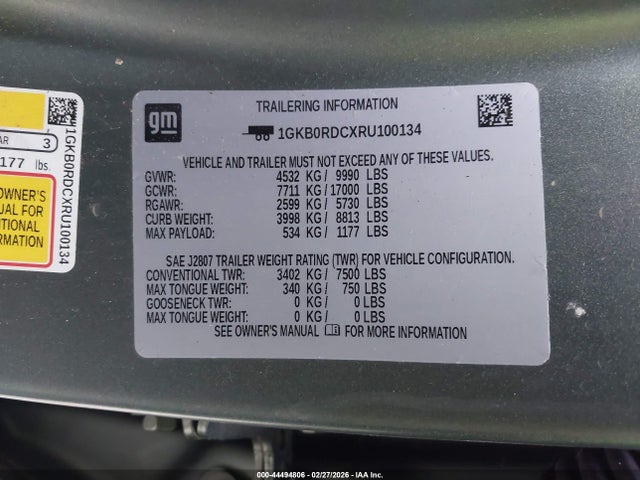 AR 3
177 lbs.
OWNER'S
UAL FOR
TIONAL
RMATION
1GKB0RDCXRU100134
gm
TRAILERING INFORMATION
1GKB0RDCXRU100134
VEHICLE AND TRAILER MUST NOT EXCEED ANY OF THESE VALUES.
GVWR: 4532 KG / 9990 LBS
GCWR: 7711 KG / 17000 LBS
RGAWR: 2599 KG / 5730 LBS
CURB WEIGHT: 3998 KG / 8813 LBS
MAX PAYLOAD: 534 KG / 1177 LBS
SAE J2807 TRAILER WEIGHT RATING (TWR) FOR VEHICLE CONFIGURATION.
CONVENTIONAL TWR: 3402 KG / 7500 LBS
MAX TONGUE WEIGHT: 340 KG / 750 LBS
GOOSENECK TWR: 0 KG / 0 LBS
MAX TONGUE WEIGHT: 0 KG / 0 LBS
SEE OWNER'S MANUAL FOR MORE INFORMATION
000-44494806 - 02/27/2026 - IAA Inc.